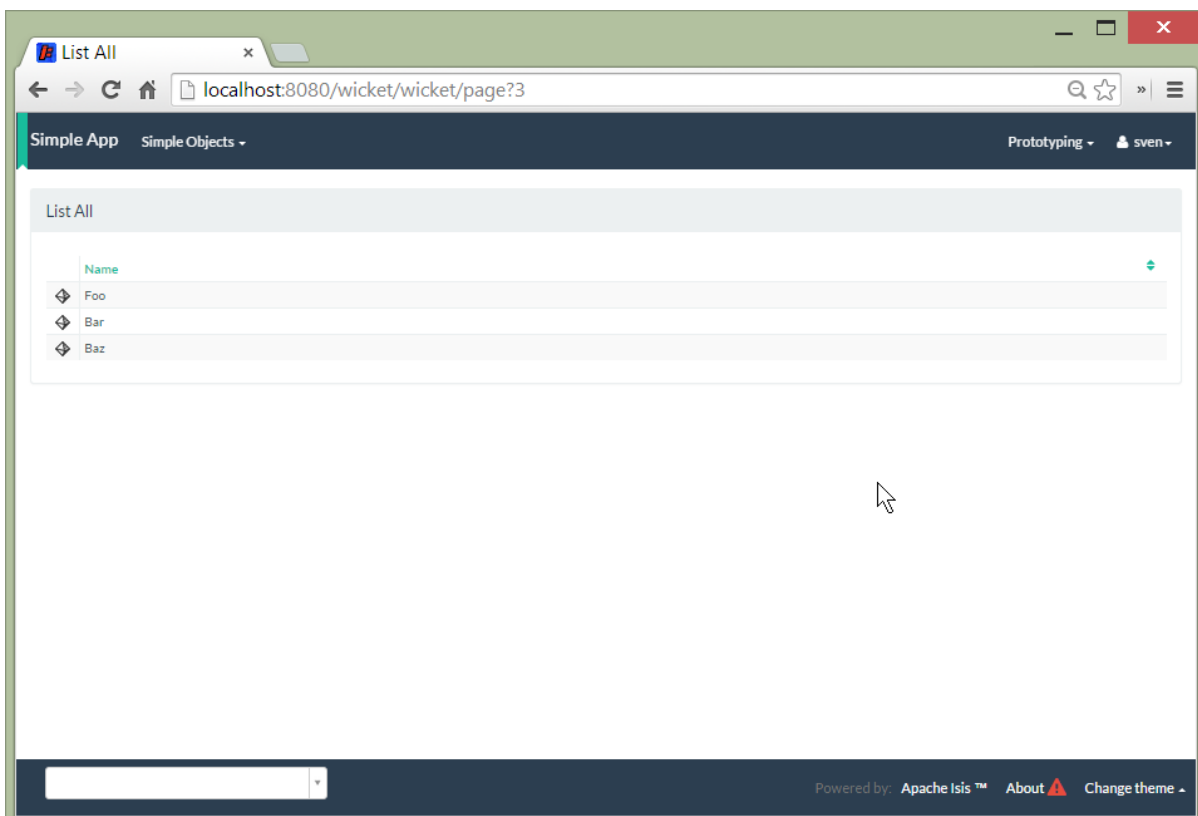 List All
localhost:8080/wicket/wicket/page?3
Simple App Simple Objects Prototyping sven
List All
Name
Foo
Bar
Baz
Powered by: Apache Isis ™ About Change theme